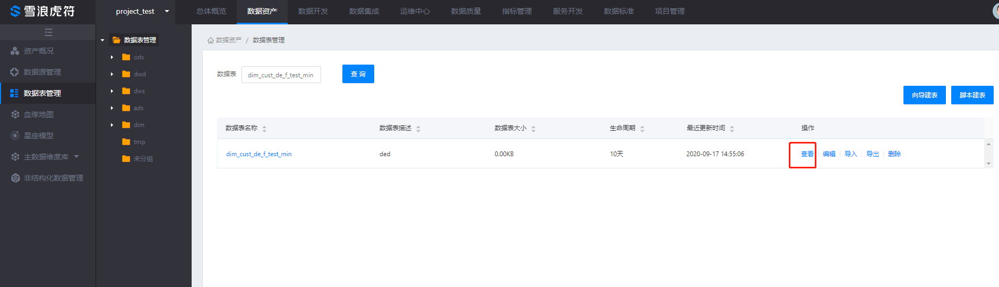 雪浪虎符 project_test 总体概览 数据资产 数据开发 数据集成 运维中心 数据质量 指标管理 服务开发 数据标准 项目管理
资产概况
数据源管理
数据表管理
血缘地图
星座模型
主数据维度库
非结构化数据管理
数据表管理
ods
dwd
dws
ads
dim
tmp
未分组
数据资产 / 数据表管理
数据表 dim_cust_de_f_test_min 查 询
向导建表 脚本建表
数据表名称 数据表描述 数据表大小 生命周期 最近更新时间 操作
dim_cust_de_f_test_min ded 0.00KB 10天 2020-09-17 14:55:06 查看 编辑 导入 导出 删除